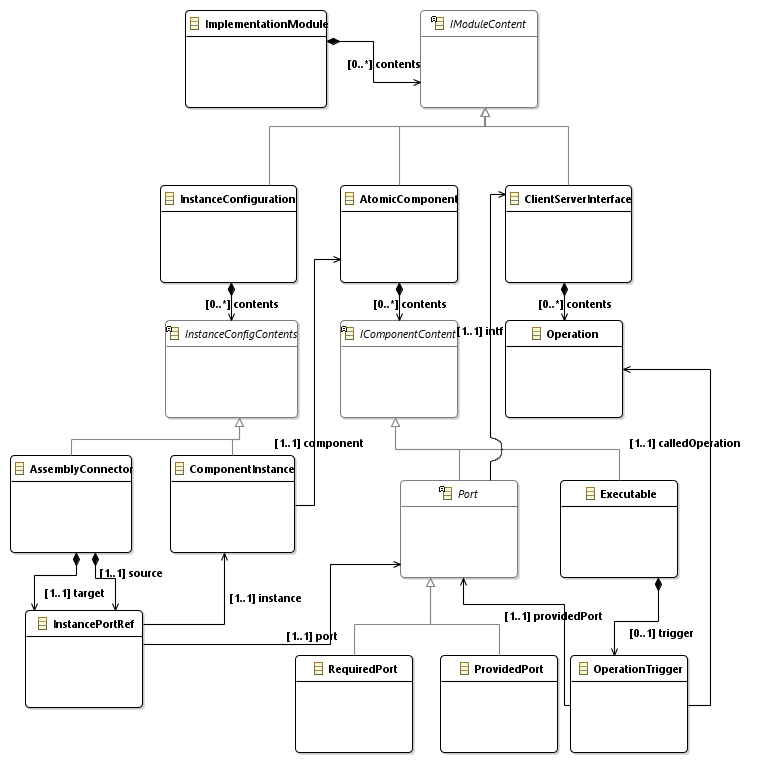 ImplementationModule
IModuleContent
[0..*] contents
InstanceConfiguration
AtomicComponent
ClientServerInterface
[0..*] contents
[0..*] contents
[0..*] contents
InstanceConfigContents
IComponentContent
[1..1] intf
Operation
[1..1] component
[1..1] calledOperation
AssemblyConnector
ComponentInstance
Port
Executable
[1..1] source
[1..1] target
[1..1] instance
InstancePortRef
[1..1] port
[1..1] providedPort
[0..1] trigger
RequiredPort
ProvidedPort
OperationTrigger